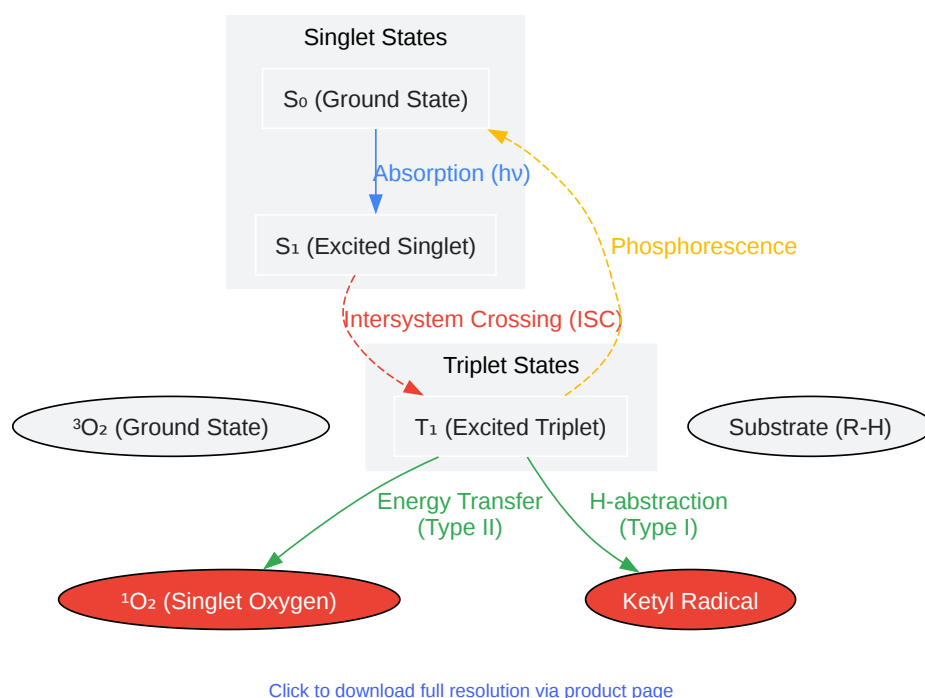 Singlet States
S₀ (Ground State)
Absorption (hν)
S₁ (Excited Singlet)
Phosphorescence
Intersystem Crossing (ISC)
Triplet States
³O₂ (Ground State)
T₁ (Excited Triplet)
Substrate (R-H)
Energy Transfer
(Type II)
H-abstraction
(Type I)
¹O₂ (Singlet Oxygen)
Ketyl Radical
Click to download full resolution via product page